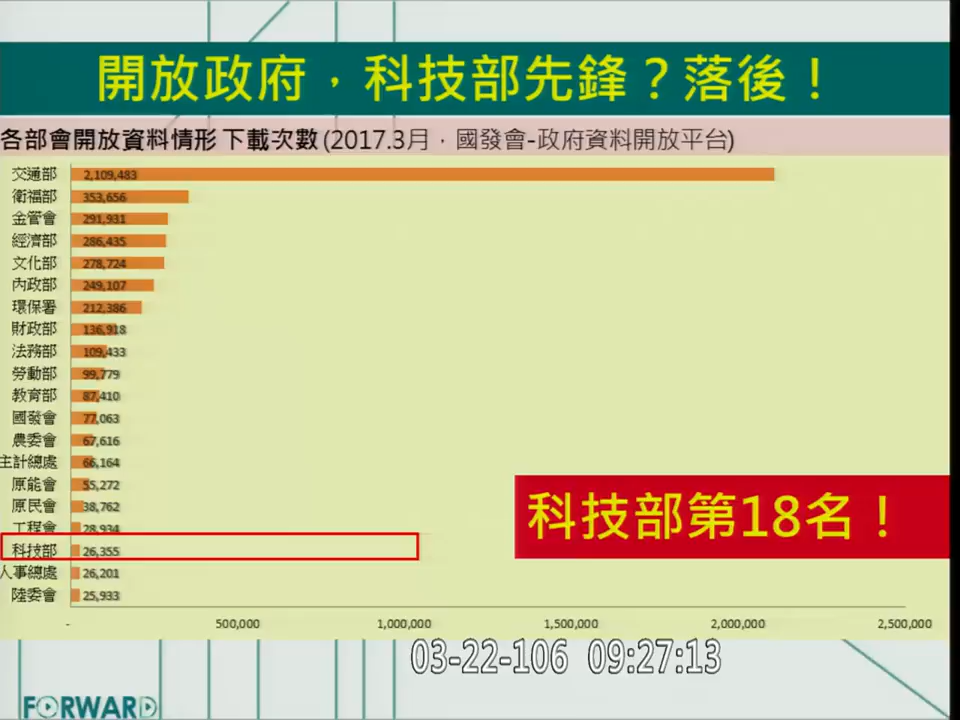 開放政府，科技部先鋒？落後！
各部會開放資料情形 下載次數 (2017.3月，國發會-政府資料開放平台)
交通部 2,109,483
衛福部 353,656
金管會 291,931
經濟部 286,435
文化部 278,724
內政部 249,107
環保署 212,386
財政部 136,918
法務部 109,433
勞動部 99,779
教育部 87,410
國發會 77,063
農委會 67,616
主計總處 66,164
原能會 55,272
原民會 38,762
工程會 28,934
科技部 26,355
人事總處 26,201
陸委會 25,933
科技部第18名！
- 500,000 1,000,000 1,500,000 2,000,000 2,500,000
03-22-106 09:27:13
FORWARD